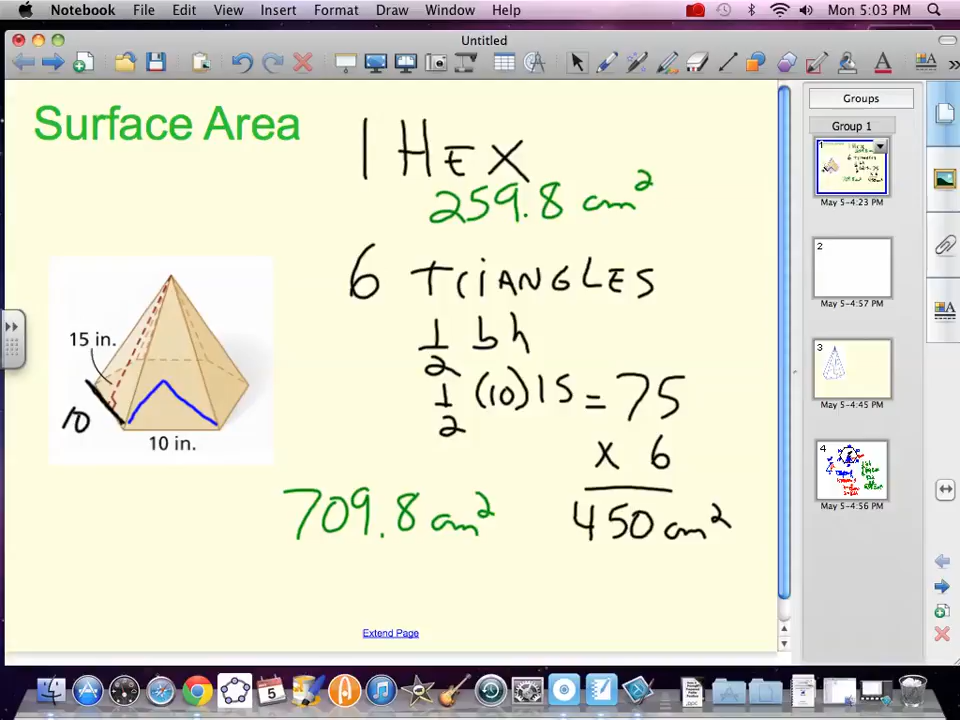 Notebook File Edit View Insert Format Draw Window Help Mon 5:03 PM
Untitled
Surface Area
1 HEX
259.8 cm²
6 TriANGLES
1/2 bh
1/2 (10)15 = 75
x 6
450 cm²
709.8 cm²
15 in.
10
10 in.
Extend Page
Groups
Group 1
1
May 5-4:23 PM
2
May 5-4:57 PM
3
May 5-4:45 PM
4
May 5-4:56 PM